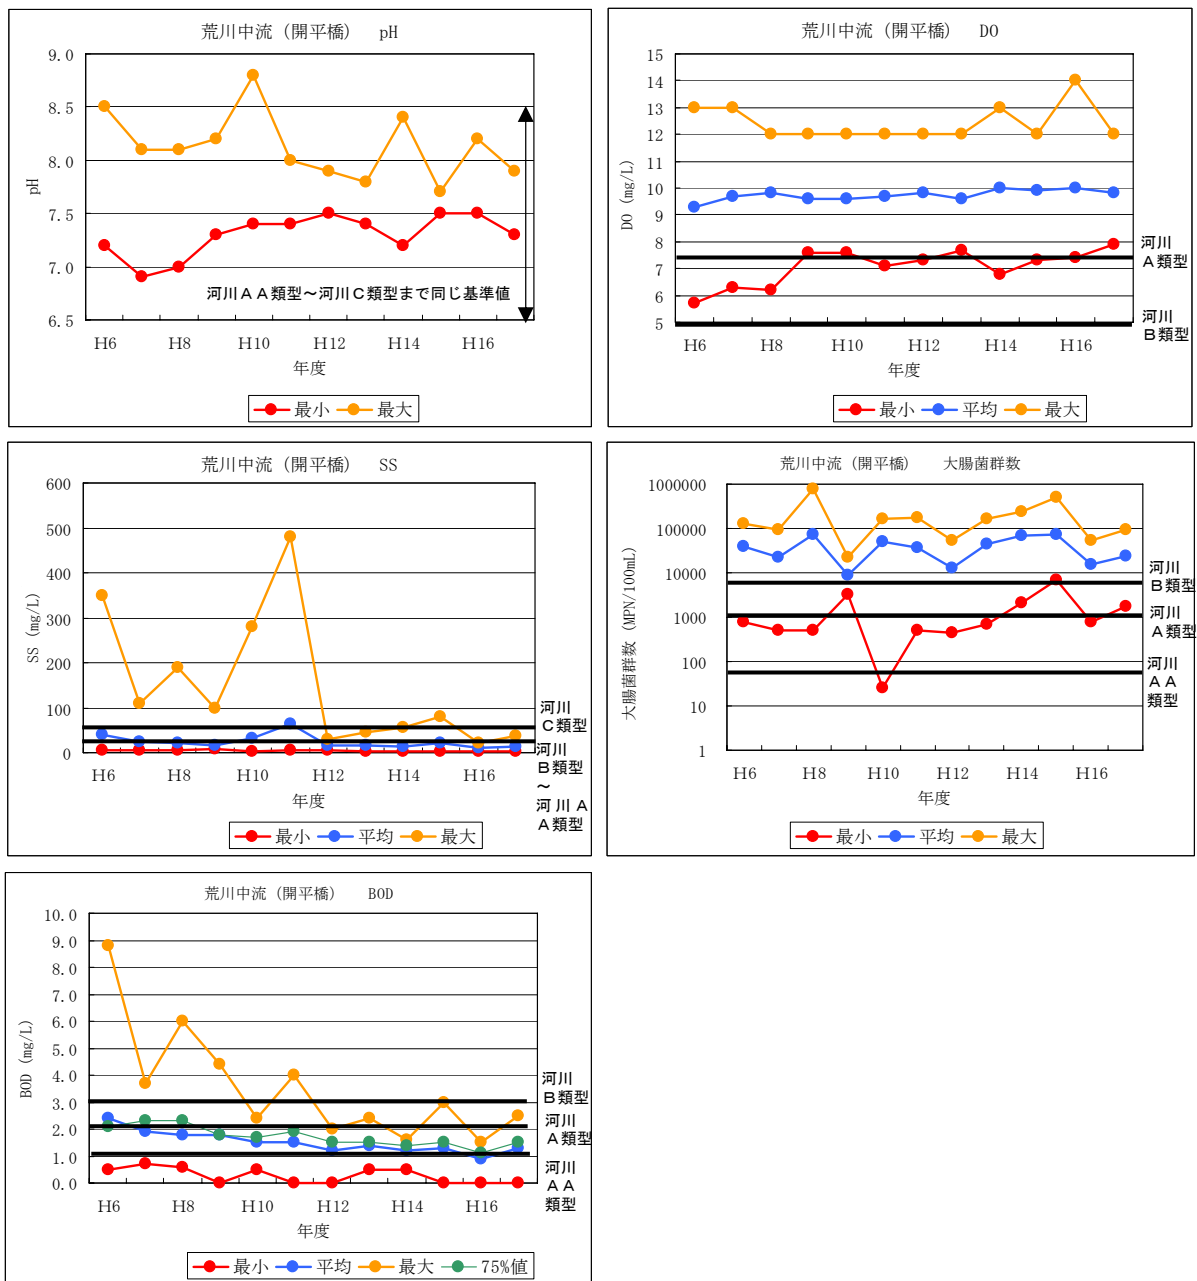 荒川中流 (開平橋) pH
9.0
8.5
8.0
7.5
7.0
6.5
pH
河川ＡＡ類型～河川Ｃ類型まで同じ基準値
H6 H8 H10 H12 H14 H16
年度
最小 最大
荒川中流 (開平橋) DO
15
14
13
12
11
10
9
8
7
6
5
DO (mg/L)
河川
Ａ類型
河川
Ｂ類型
H6 H8 H10 H12 H14 H16
年度
最小 平均 最大
荒川中流 (開平橋) SS
600
500
400
300
200
100
0
SS (mg/L)
河川
Ｃ類型
河川
Ｂ類型
～
河川Ａ
Ａ類型
H6 H8 H10 H12 H14 H16
年度
最小 平均 最大
荒川中流 (開平橋) 大腸菌群数
1000000
100000
10000
1000
100
10
1
大腸菌群数 (MPN/100mL)
河川
Ｂ類型
河川
Ａ類型
河川
ＡＡ
類型
H6 H8 H10 H12 H14 H16
年度
最小 平均 最大
荒川中流 (開平橋) BOD
10.0
9.0
8.0
7.0
6.0
5.0
4.0
3.0
2.0
1.0
0.0
BOD (mg/L)
河川
Ｂ類型
河川
Ａ類型
河川
ＡＡ
類型
H6 H8 H10 H12 H14 H16
年度
最小 平均 最大 75%値